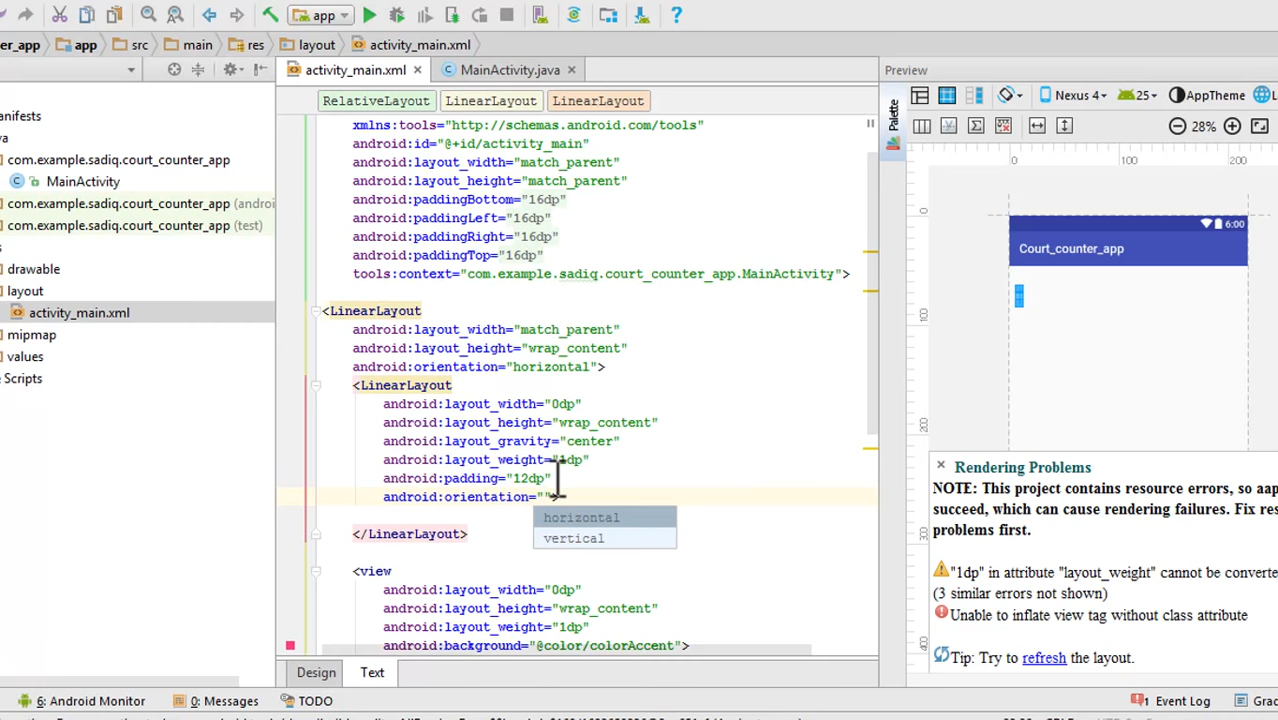 app
er_app
app
src
main
res
layout
activity_main.xml
activity_main.xml
MainActivity.java
Preview
RelativeLayout
LinearLayout
LinearLayout
Palette
Nexus 4
25
AppTheme
28%
xmlns:tools="http://schemas.android.com/tools"
android:id="@+id/activity_main"
android:layout_width="match_parent"
android:layout_height="match_parent"
android:paddingBottom="16dp"
android:paddingLeft="16dp"
android:paddingRight="16dp"
android:paddingTop="16dp"
tools:context="com.example.sadiq.court_counter_app.MainActivity">
<LinearLayout
android:layout_width="match_parent"
android:layout_height="wrap_content"
android:orientation="horizontal">
<LinearLayout
android:layout_width="0dp"
android:layout_height="wrap_content"
android:layout_gravity="center"
android:layout_weight="1dp"
android:padding="12dp"
android:orientation="">
horizontal
vertical
</LinearLayout>
<view
android:layout_width="0dp"
android:layout_height="wrap_content"
android:layout_weight="1dp"
android:background="@color/colorAccent">
anifests
va
com.example.sadiq.court_counter_app
MainActivity
com.example.sadiq.court_counter_app (androi
com.example.sadiq.court_counter_app (test)
s
drawable
layout
activity_main.xml
mipmap
values
Scripts
0
100
200
0
100
200
400
6:00
Court_counter_app
Rendering Problems
NOTE: This project contains resource errors, so aap
succeed, which can cause rendering failures. Fix res
problems first.
"1dp" in attribute "layout_weight" cannot be converte
(3 similar errors not shown)
Unable to inflate view tag without class attribute
Tip: Try to refresh the layout.
Design
Text
6: Android Monitor
0: Messages
TODO
1 Event Log
Grad